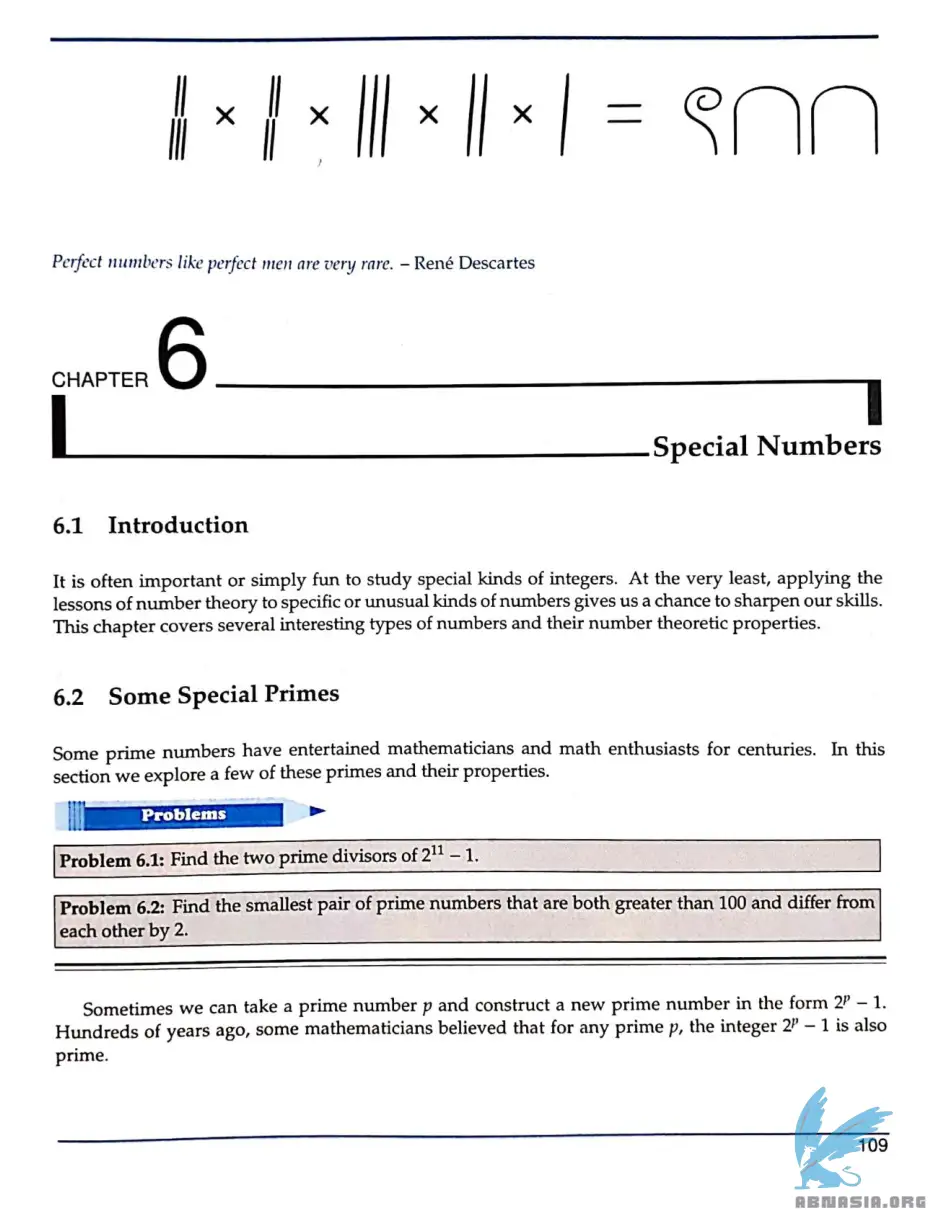 × × × × =
Perfect numbers like perfect men are very rare. – René Descartes
CHAPTER 6
Special Numbers
6.1 Introduction
It is often important or simply fun to study special kinds of integers. At the very least, applying the
lessons of number theory to specific or unusual kinds of numbers gives us a chance to sharpen our skills.
This chapter covers several interesting types of numbers and their number theoretic properties.
6.2 Some Special Primes
Some prime numbers have entertained mathematicians and math enthusiasts for centuries. In this
section we explore a few of these primes and their properties.
Problems
Problem 6.1: Find the two prime divisors of 2¹¹ – 1.
Problem 6.2: Find the smallest pair of prime numbers that are both greater than 100 and differ from
each other by 2.
Sometimes we can take a prime number p and construct a new prime number in the form 2ᵖ – 1.
Hundreds of years ago, some mathematicians believed that for any prime p, the integer 2ᵖ – 1 is also
prime.
109
ABNASIA.ORG